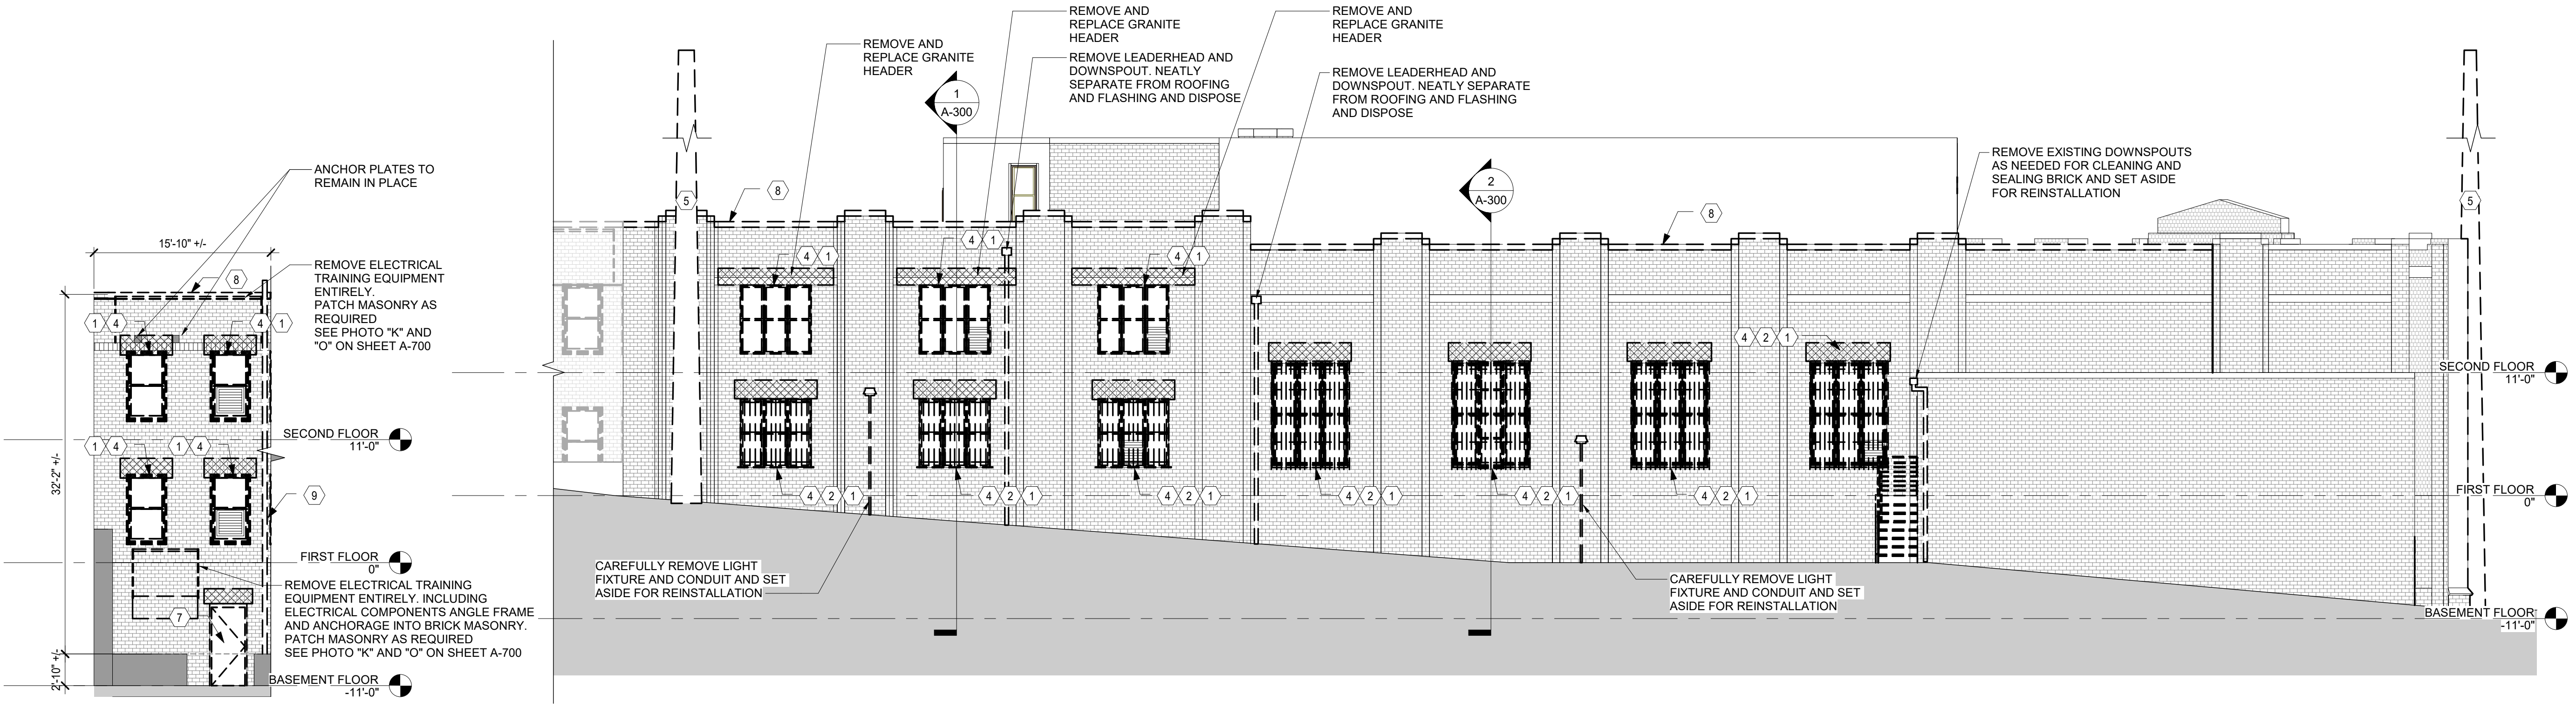 15'-10" +/-
8
ANCHOR PLATES TO
REMAIN IN PLACE
REMOVE ELECTRICAL
TRAINING EQUIPMENT
ENTIRELY.
PATCH MASONRY AS
REQUIRED
SEE PHOTO "K" AND
"O" ON SHEET A-700
1 4
4 1
32'-2" +/-
SECOND FLOOR
11'-0"
1 4
1 4
9
FIRST FLOOR
0"
REMOVE ELECTRICAL TRAINING
EQUIPMENT ENTIRELY. INCLUDING
ELECTRICAL COMPONENTS ANGLE FRAME
AND ANCHORAGE INTO BRICK MASONRY.
PATCH MASONRY AS REQUIRED
SEE PHOTO "K" AND "O" ON SHEET A-700
7
2'-10" +/-
BASEMENT FLOOR
-11'-0"
REMOVE AND
REPLACE GRANITE
HEADER
REMOVE AND
REPLACE GRANITE
HEADER
REMOVE LEADERHEAD AND
DOWNSPOUT. NEATLY
SEPARATE FROM ROOFING
AND FLASHING AND DISPOSE
REMOVE AND
REPLACE GRANITE
HEADER
REMOVE LEADERHEAD AND
DOWNSPOUT. NEATLY SEPARATE
FROM ROOFING AND FLASHING
AND DISPOSE
1
A-300
2
A-300
REMOVE EXISTING DOWNSPOUTS
AS NEEDED FOR CLEANING AND
SEALING BRICK AND SET ASIDE
FOR REINSTALLATION
5
8
8
5
4 1
4 1
4 1
4 2 1
SECOND FLOOR
11'-0"
4 2 1
4 2 1
4 2 1
4 2 1
4 2 1
4 2 1
FIRST FLOOR
0"
CAREFULLY REMOVE LIGHT
FIXTURE AND CONDUIT AND SET
ASIDE FOR REINSTALLATION
CAREFULLY REMOVE LIGHT
FIXTURE AND CONDUIT AND SET
ASIDE FOR REINSTALLATION
BASEMENT FLOOR
-11'-0"